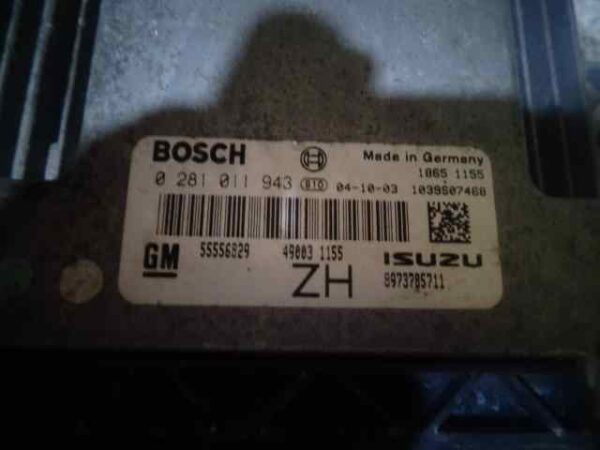 BOSCH Made in Germany
1865 1155
0 281 011 943 610 04-10-03 1039S07468
GM 55556829 49003 1155 ISUZU
ZH 8973785711